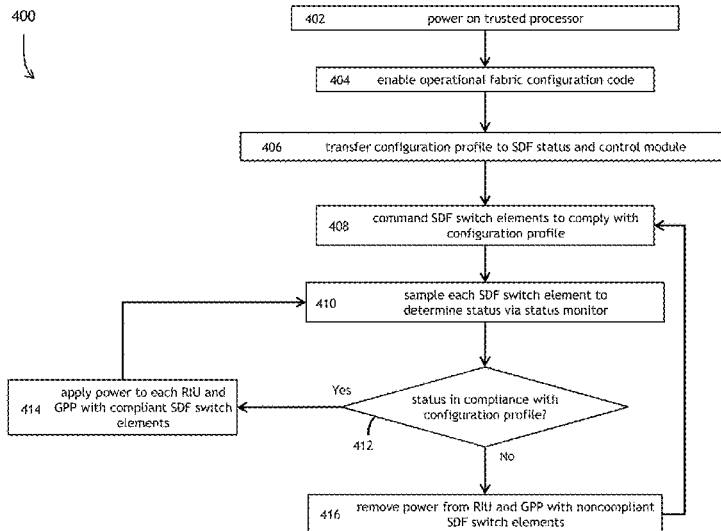 400
402 power on trusted processor
404 enable operational fabric configuration code
406 transfer configuration profile to SDF status and control module
408 command SDF switch elements to comply with
configuration profile
410 sample each SDF switch element to
determine status via status monitor
Yes
status in compliance with
configuration profile?
412
414 apply power to each RIU and
GPP with compliant SDF switch
elements
No
416 remove power from RIU and GPP with noncompliant
SDF switch elements